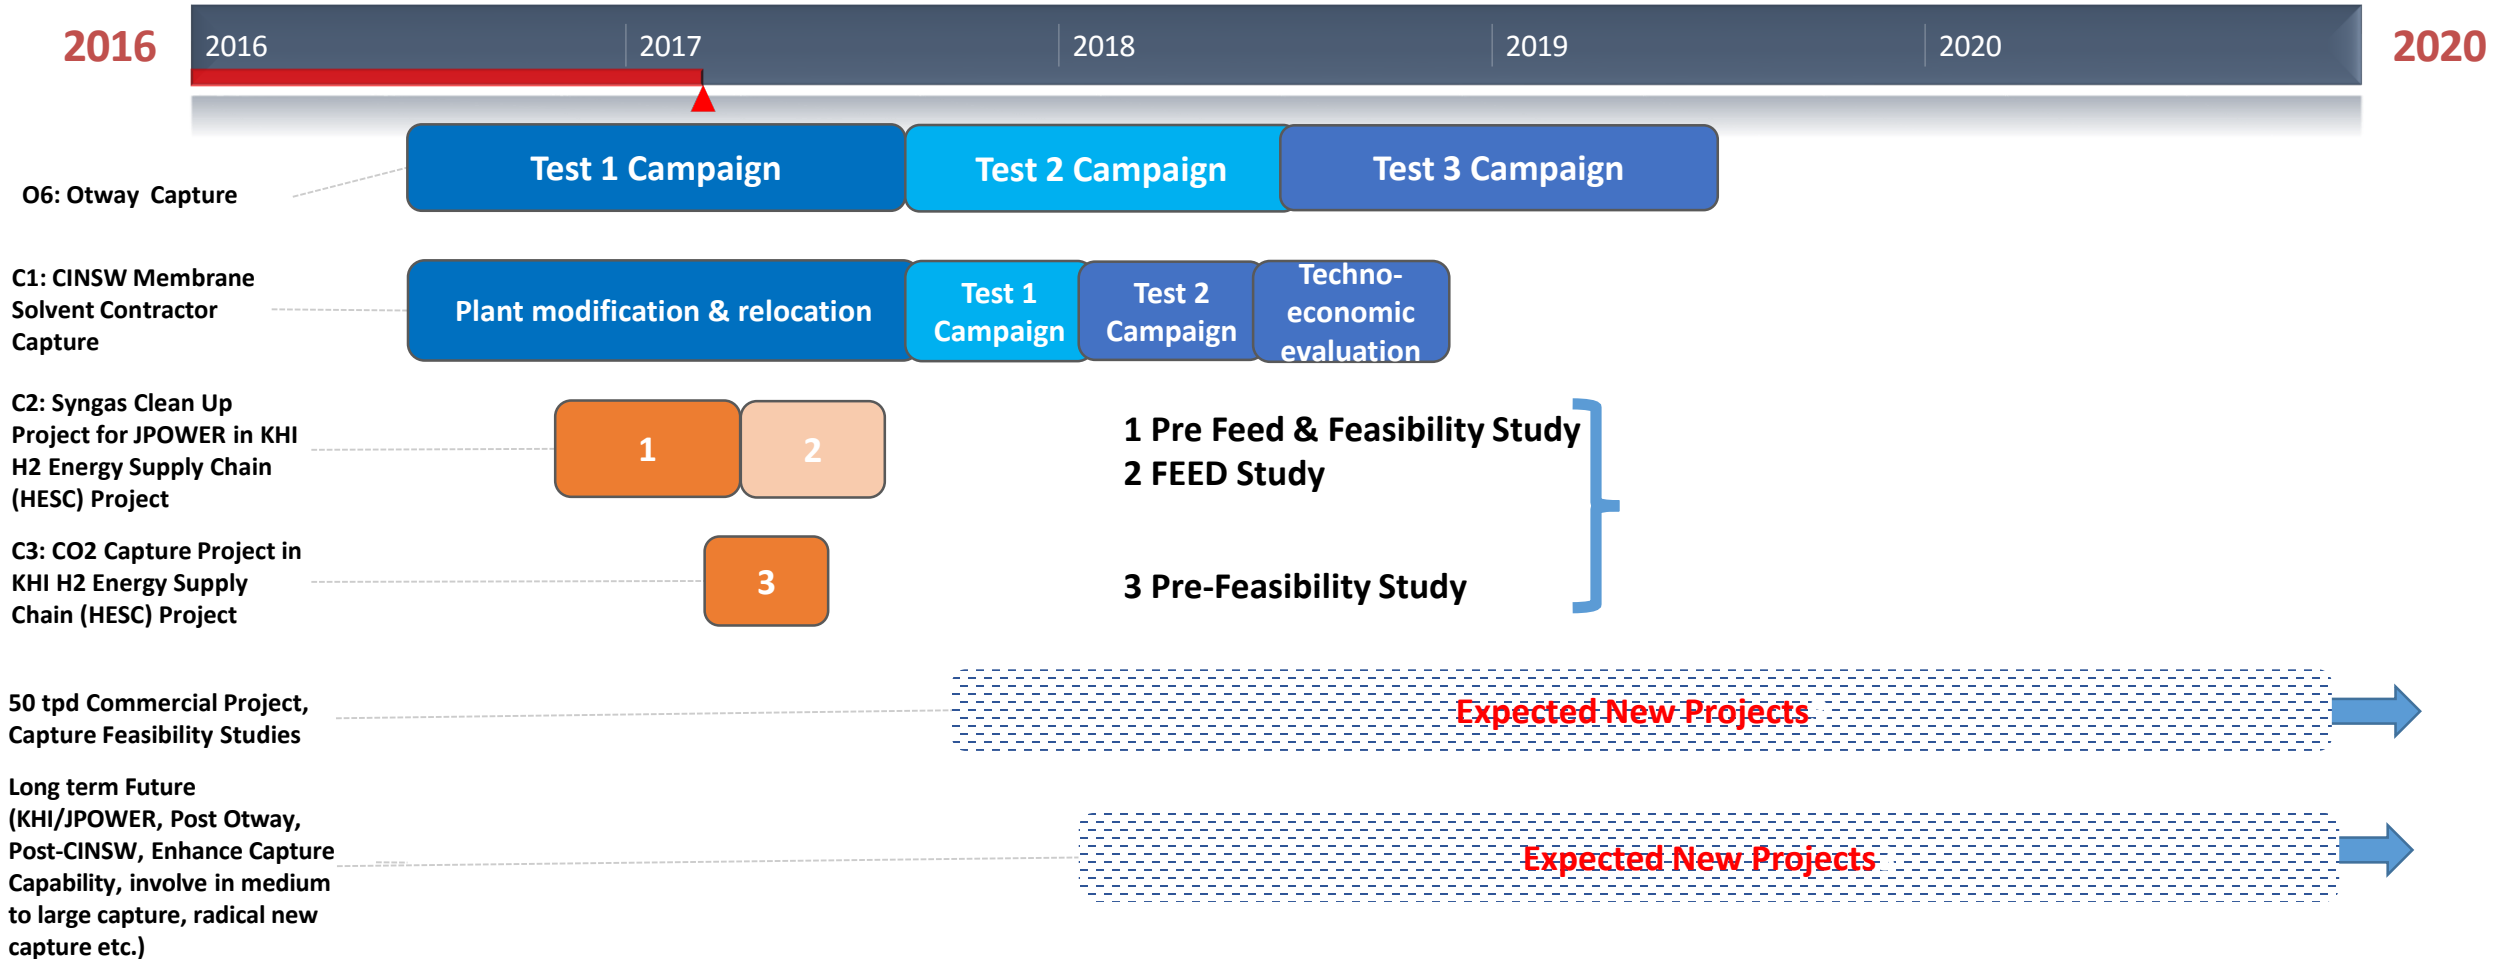 2016
2016
2017
2018
2019
2020
2020
Test 1 Campaign
Test 2 Campaign
Test 3 Campaign
O6: Otway  Capture
C1: CINSW Membrane
Solvent Contractor
Capture
Plant modification & relocation
Test 1
Campaign
Test 2
Campaign
Techno-
economic
evaluation
C2: Syngas Clean Up
Project for JPOWER in KHI
H2 Energy Supply Chain
(HESC) Project
1
2
1 Pre Feed & Feasibility Study
2 FEED Study
C3: CO2 Capture Project in
KHI H2 Energy Supply
Chain (HESC) Project
3
3 Pre-Feasibility Study
50 tpd Commercial Project,
Capture Feasibility Studies
Expected New Projects
Long term Future
(KHI/JPOWER, Post Otway,
Post-CINSW, Enhance Capture
Capability, involve in medium
to large capture, radical new
capture etc.)
Expected New Projects